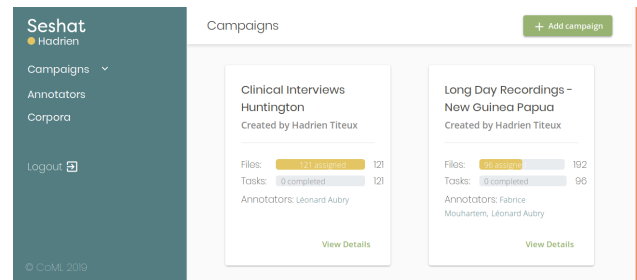 Seshat
Hadrien
Campaigns
Annotators
Corpora
Logout
© CoML 2019
Campaigns
+ Add campaign
Clinical Interviews
Huntington
Created by Hadrien Titeux
Files: 121 assigned 121
Tasks: 0 completed 121
Annotators: Léonard Aubry
View Details
Long Day Recordings -
New Guinea Papua
Created by Hadrien Titeux
Files: 96 assigne 192
Tasks: 0 completed 96
Annotators: Fabrice
Mouhartem, Léonard Aubry
View Details